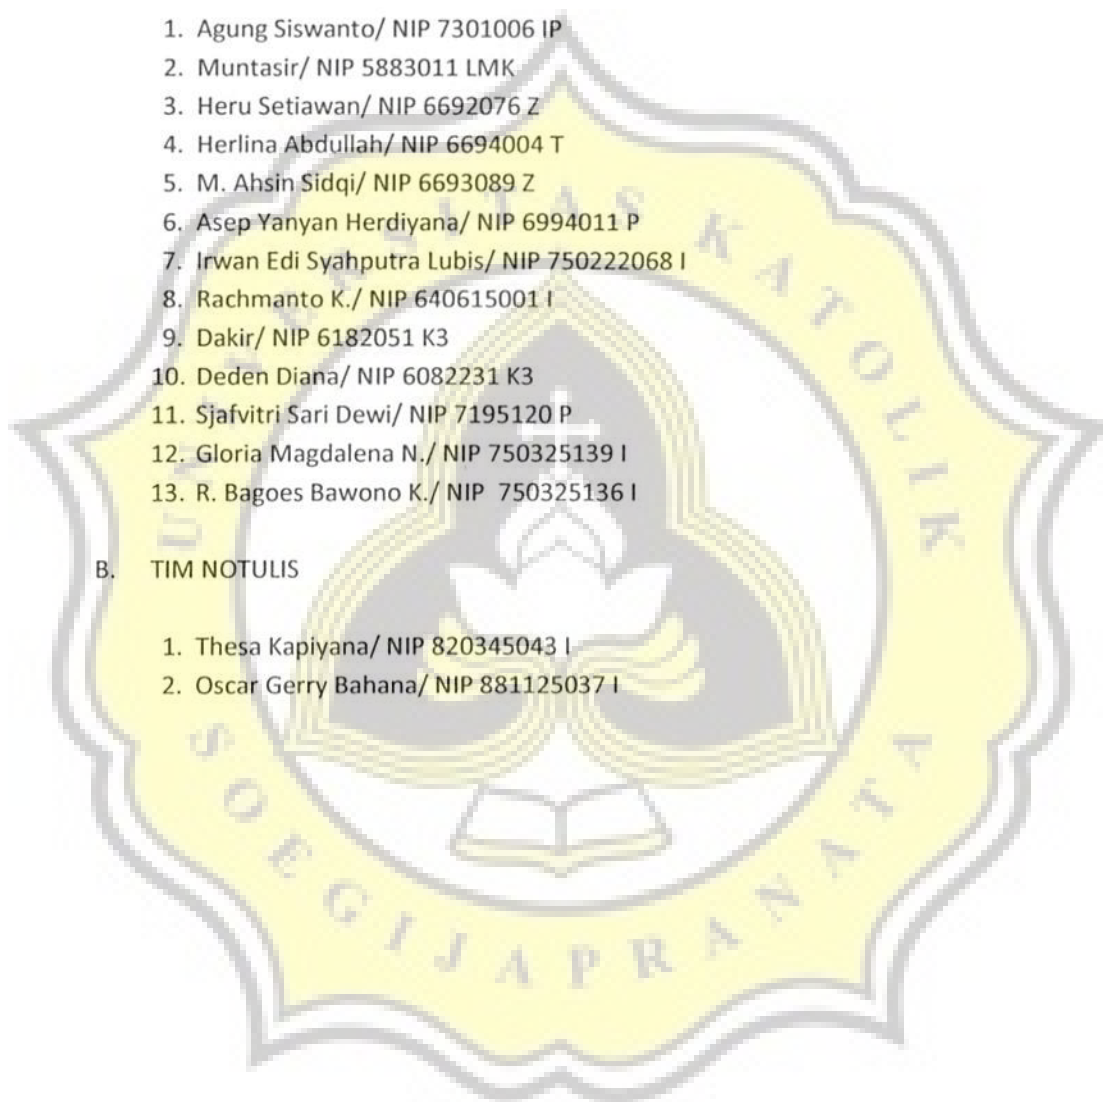 1. Agung Siswanto/ NIP 7301006 IP
2. Muntasir/ NIP 5883011 LMK
3. Heru Setiawan/ NIP 6692076 Z
4. Herlina Abdullah/ NIP 6694004 T
5. M. Ahsin Sidqi/ NIP 6693089 Z
6. Asep Yanyan Herdiyana/ NIP 6994011 P
7. Irwan Edi Syahputra Lubis/ NIP 750222068 I
8. Rachmanto K./ NIP 640615001 I
9. Dakir/ NIP 6182051 K3
10. Deden Diana/ NIP 6082231 K3
11. Sjafvitri Sari Dewi/ NIP 7195120 P
12. Gloria Magdalena N./ NIP 750325139 I
13. R. Bagoes Bawono K./ NIP 750325136 I
B. TIM NOTULIS
1. Thesa Kapiyana/ NIP 820345043 I
2. Oscar Gerry Bahana/ NIP 881125037 I
UNIVERSITAS KATOLIK
SOEGIJAPRANATA